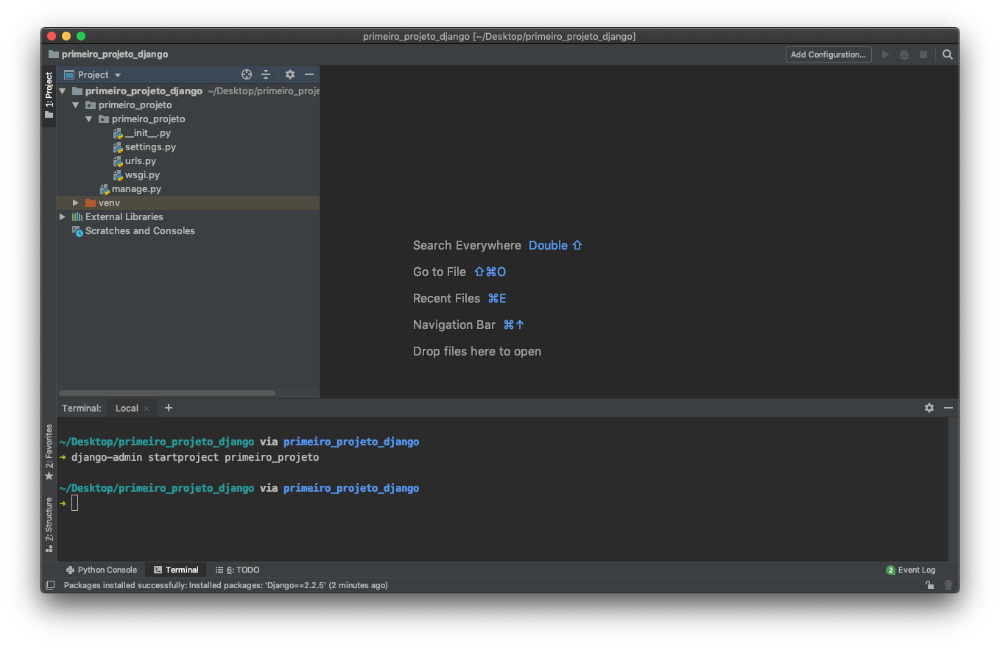 primeiro_projeto_django [~/Desktop/primeiro_projeto_django]
primeiro_projeto_django
Add Configuration...
1: Project
Project
primeiro_projeto_django ~/Desktop/primeiro_proje
primeiro_projeto
primeiro_projeto
__init__.py
settings.py
urls.py
wsgi.py
manage.py
venv
External Libraries
Scratches and Consoles
Search Everywhere Double ⇧
Go to File ⇧⌘O
Recent Files ⌘E
Navigation Bar ⌘↑
Drop files here to open
2: Favorites
Z: Structure
Terminal: Local × +
~/Desktop/primeiro_projeto_django via primeiro_projeto_django
➜ django-admin startproject primeiro_projeto
~/Desktop/primeiro_projeto_django via primeiro_projeto_django
➜
Python Console Terminal 6: TODO 2 Event Log
Packages installed successfully: Installed packages: 'Django==2.2.5' (2 minutes ago)